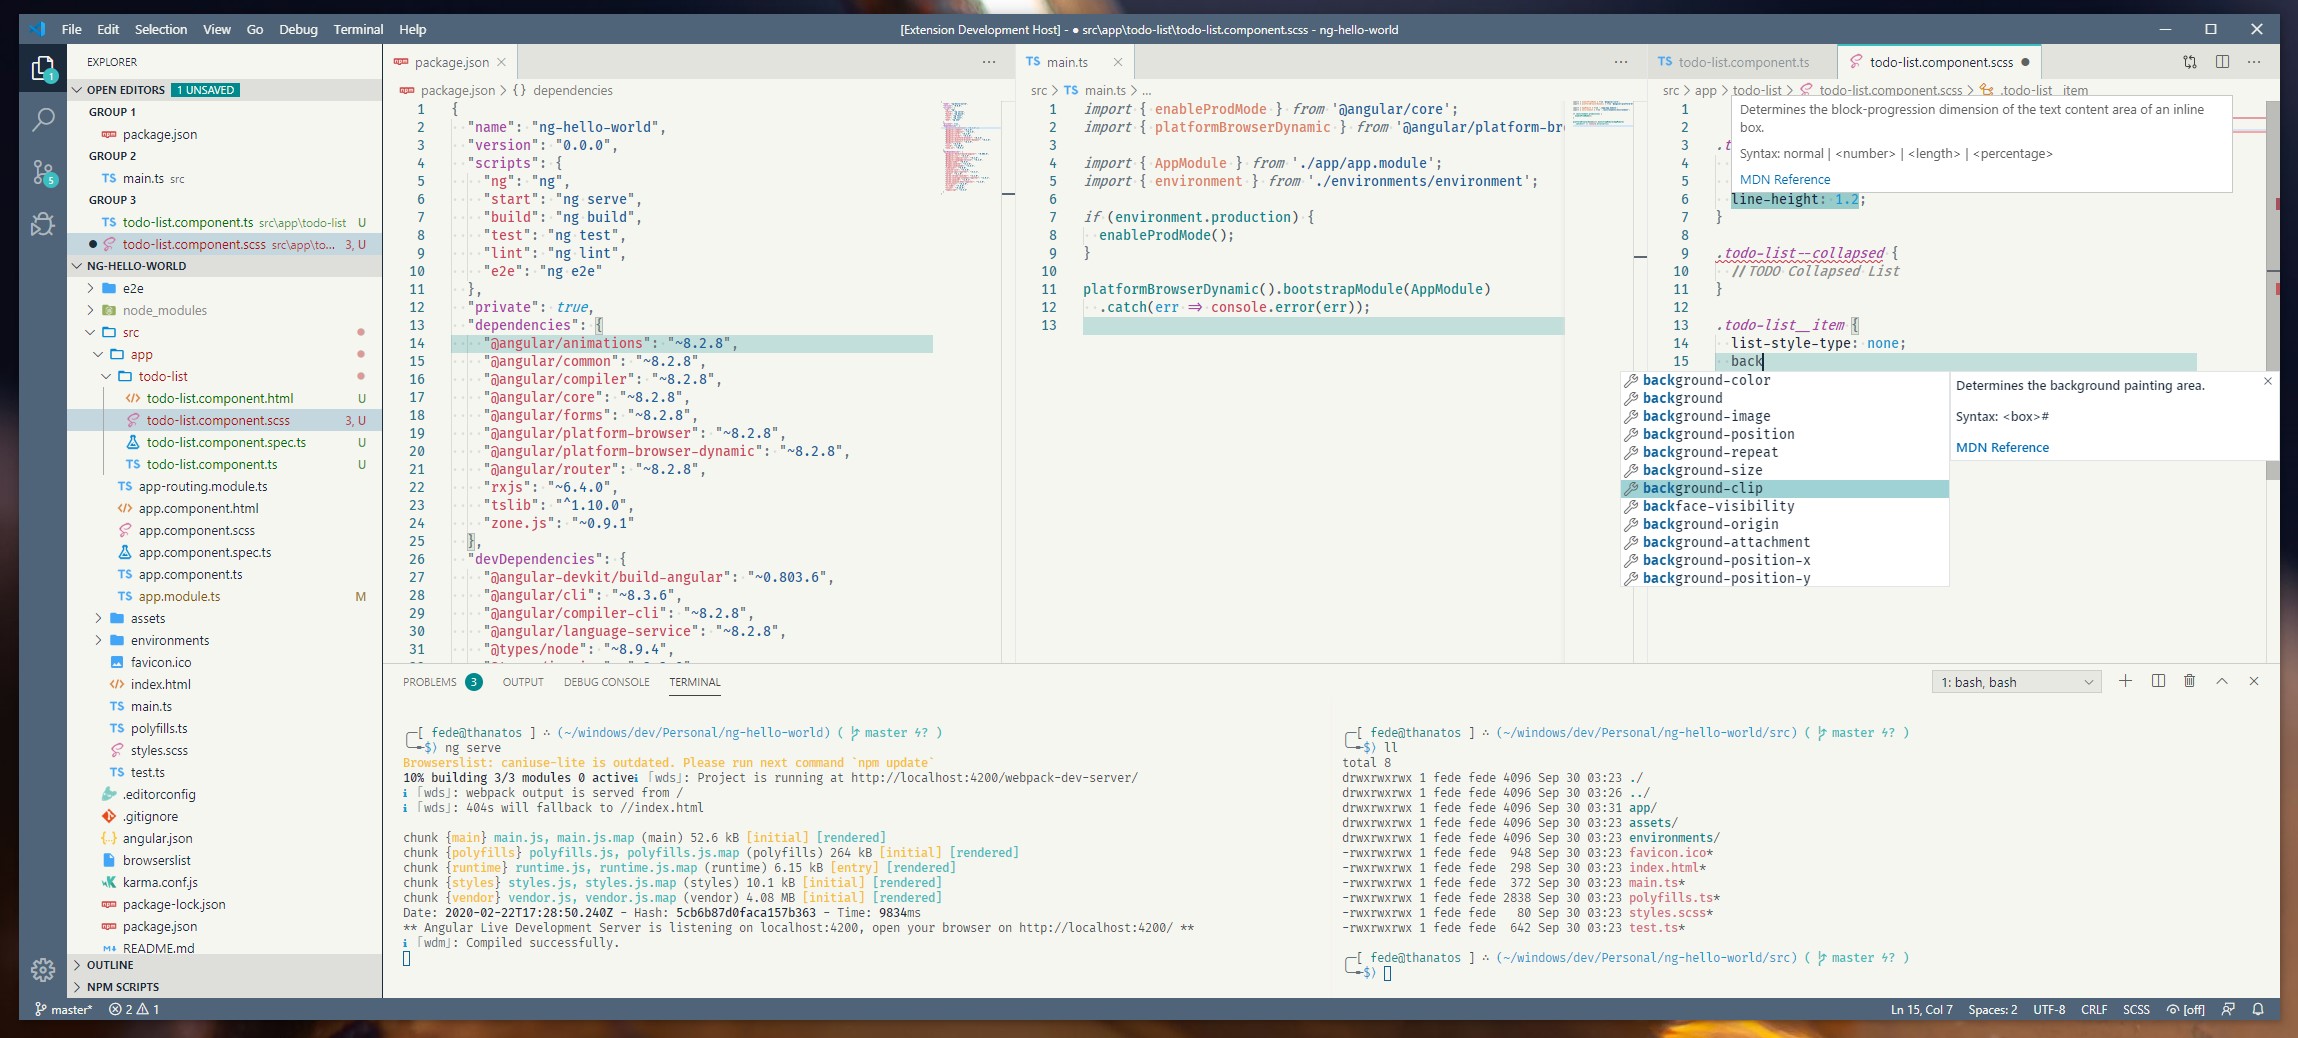 File Edit Selection View Go Debug Terminal Help
[Extension Development Host] - ● src\app\todo-list\todo-list.component.scss - ng-hello-world
EXPLORER
1
5
OPEN EDITORS 1 UNSAVED
GROUP 1
package.json
GROUP 2
TS main.ts src
GROUP 3
TS todo-list.component.ts src\app\todo-list U
● todo-list.component.scss src\app\to... 3, U
NG-HELLO-WORLD
e2e
node_modules
src
app
todo-list
todo-list.component.html U
todo-list.component.scss 3, U
todo-list.component.spec.ts U
TS todo-list.component.ts U
TS app-routing.module.ts
app.component.html
app.component.scss
app.component.spec.ts
TS app.component.ts
TS app.module.ts M
assets
environments
favicon.ico
index.html
TS main.ts
TS polyfills.ts
styles.scss
TS test.ts
.editorconfig
.gitignore
angular.json
browserslist
karma.conf.js
package-lock.json
package.json
README.md
OUTLINE
NPM SCRIPTS
package.json
package.json > {} dependencies
1 {
2 "name": "ng-hello-world",
3 "version": "0.0.0",
4 "scripts": {
5 "ng": "ng",
6 "start": "ng serve",
7 "build": "ng build",
8 "test": "ng test",
9 "lint": "ng lint",
10 "e2e": "ng e2e"
11 },
12 "private": true,
13 "dependencies": {
14 "@angular/animations": "~8.2.8",
15 "@angular/common": "~8.2.8",
16 "@angular/compiler": "~8.2.8",
17 "@angular/core": "~8.2.8",
18 "@angular/forms": "~8.2.8",
19 "@angular/platform-browser": "~8.2.8",
20 "@angular/platform-browser-dynamic": "~8.2.8",
21 "@angular/router": "~8.2.8",
22 "rxjs": "~6.4.0",
23 "tslib": "^1.10.0",
24 "zone.js": "~0.9.1"
25 },
26 "devDependencies": {
27 "@angular-devkit/build-angular": "~0.803.6",
28 "@angular/cli": "~8.3.6",
29 "@angular/compiler-cli": "~8.2.8",
30 "@angular/language-service": "~8.2.8",
31 "@types/node": "~8.9.4",
TS main.ts
src > TS main.ts > ...
1 import { enableProdMode } from '@angular/core';
2 import { platformBrowserDynamic } from '@angular/platform-br
3
4 import { AppModule } from './app/app.module';
5 import { environment } from './environments/environment';
6
7 if (environment.production) {
8 enableProdMode();
9 }
10
11 platformBrowserDynamic().bootstrapModule(AppModule)
12 .catch(err => console.error(err));
13
TS todo-list.component.ts
todo-list.component.scss ●
src > app > todo-list > todo-list.component.scss > .todo-list__item
1
2
3 .t
4
5
Determines the block-progression dimension of the text content area of an inline
box.
Syntax: normal | <number> | <length> | <percentage>
MDN Reference
6 line-height: 1.2;
7 }
8
9 .todo-list--collapsed {
10 //TODO Collapsed List
11 }
12
13 .todo-list__item {
14 list-style-type: none;
15 back
background-color
background
background-image
background-position
background-repeat
background-size
background-clip
backface-visibility
background-origin
background-attachment
background-position-x
background-position-y
Determines the background painting area.
Syntax: <box>#
MDN Reference
PROBLEMS 3 OUTPUT DEBUG CONSOLE TERMINAL
1: bash, bash
[ fede@thanatos ] ∴ (~/windows/dev/Personal/ng-hello-world) ( master ϟ? )
$) ng serve
Browserslist: caniuse-lite is outdated. Please run next command `npm update`
10% building 3/3 modules 0 activeℹ ｢wds｣: Project is running at http://localhost:4200/webpack-dev-server/
ℹ ｢wds｣: webpack output is served from /
ℹ ｢wds｣: 404s will fallback to //index.html
chunk {main} main.js, main.js.map (main) 52.6 kB [initial] [rendered]
chunk {polyfills} polyfills.js, polyfills.js.map (polyfills) 264 kB [initial] [rendered]
chunk {runtime} runtime.js, runtime.js.map (runtime) 6.15 kB [entry] [rendered]
chunk {styles} styles.js, styles.js.map (styles) 10.1 kB [initial] [rendered]
chunk {vendor} vendor.js, vendor.js.map (vendor) 4.08 MB [initial] [rendered]
Date: 2020-02-22T17:28:50.240Z - Hash: 5cb6b87d0faca157b363 - Time: 9834ms
** Angular Live Development Server is listening on localhost:4200, open your browser on http://localhost:4200/ **
ℹ ｢wdm｣: Compiled successfully.
[ fede@thanatos ] ∴ (~/windows/dev/Personal/ng-hello-world/src) ( master ϟ? )
$) ll
total 8
drwxrwxrwx 1 fede fede 4096 Sep 30 03:23 ./
drwxrwxrwx 1 fede fede 4096 Sep 30 03:26 ../
drwxrwxrwx 1 fede fede 4096 Sep 30 03:31 app/
drwxrwxrwx 1 fede fede 4096 Sep 30 03:23 assets/
drwxrwxrwx 1 fede fede 4096 Sep 30 03:23 environments/
-rwxrwxrwx 1 fede fede 948 Sep 30 03:23 favicon.ico*
-rwxrwxrwx 1 fede fede 298 Sep 30 03:23 index.html*
-rwxrwxrwx 1 fede fede 372 Sep 30 03:23 main.ts*
-rwxrwxrwx 1 fede fede 2838 Sep 30 03:23 polyfills.ts*
-rwxrwxrwx 1 fede fede 80 Sep 30 03:23 styles.scss*
-rwxrwxrwx 1 fede fede 642 Sep 30 03:23 test.ts*
[ fede@thanatos ] ∴ (~/windows/dev/Personal/ng-hello-world/src) ( master ϟ? )
$)
master* 2 1
Ln 15, Col 7 Spaces: 2 UTF-8 CRLF SCSS [off]